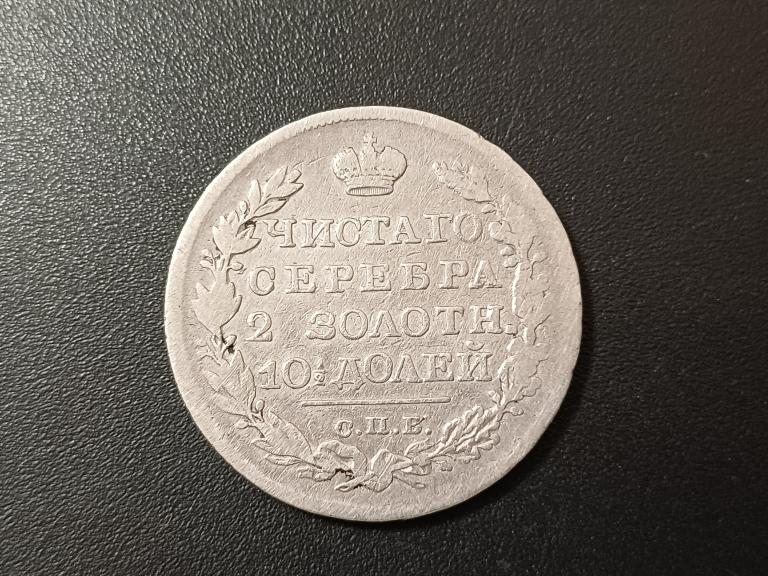 ЧИСТАГО
СЕРЕБРА
2 ЗОЛОТН.
10½ ДОЛЕЙ
С.П.Б.